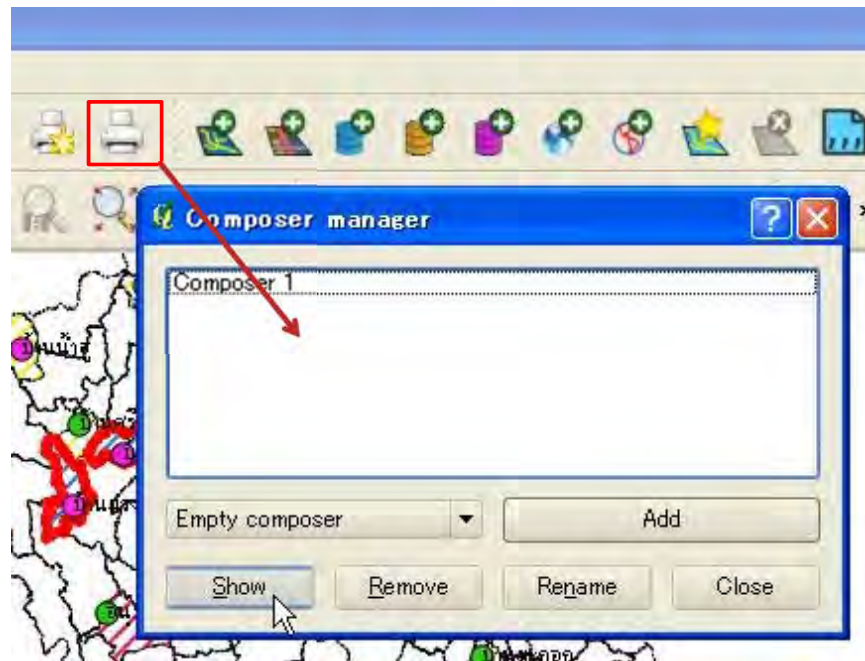 Composer manager
Composer 1
Empty composer
Add
Show
Remove
Rename
Close